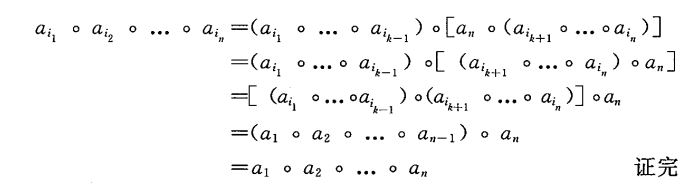 a_{i_1} ∘ a_{i_2} ∘ … ∘ a_{i_n} =(a_{i_1} ∘ … ∘ a_{i_{k-1}})∘[a_n ∘ (a_{i_{k+1}}∘…∘a_{i_n})]
=(a_{i_1} ∘…∘ a_{i_{k-1}})∘[ (a_{i_{k+1}} ∘…∘ a_{i_n})∘a_n]
=[ (a_{i_1} ∘…∘a_{i_{k-1}})∘(a_{i_{k+1}} ∘…∘ a_{i_n})]∘a_n
=(a_1 ∘ a_2 ∘ … ∘ a_{n-1}) ∘ a_n
=a_1 ∘ a_2 ∘ … ∘ a_n 证完